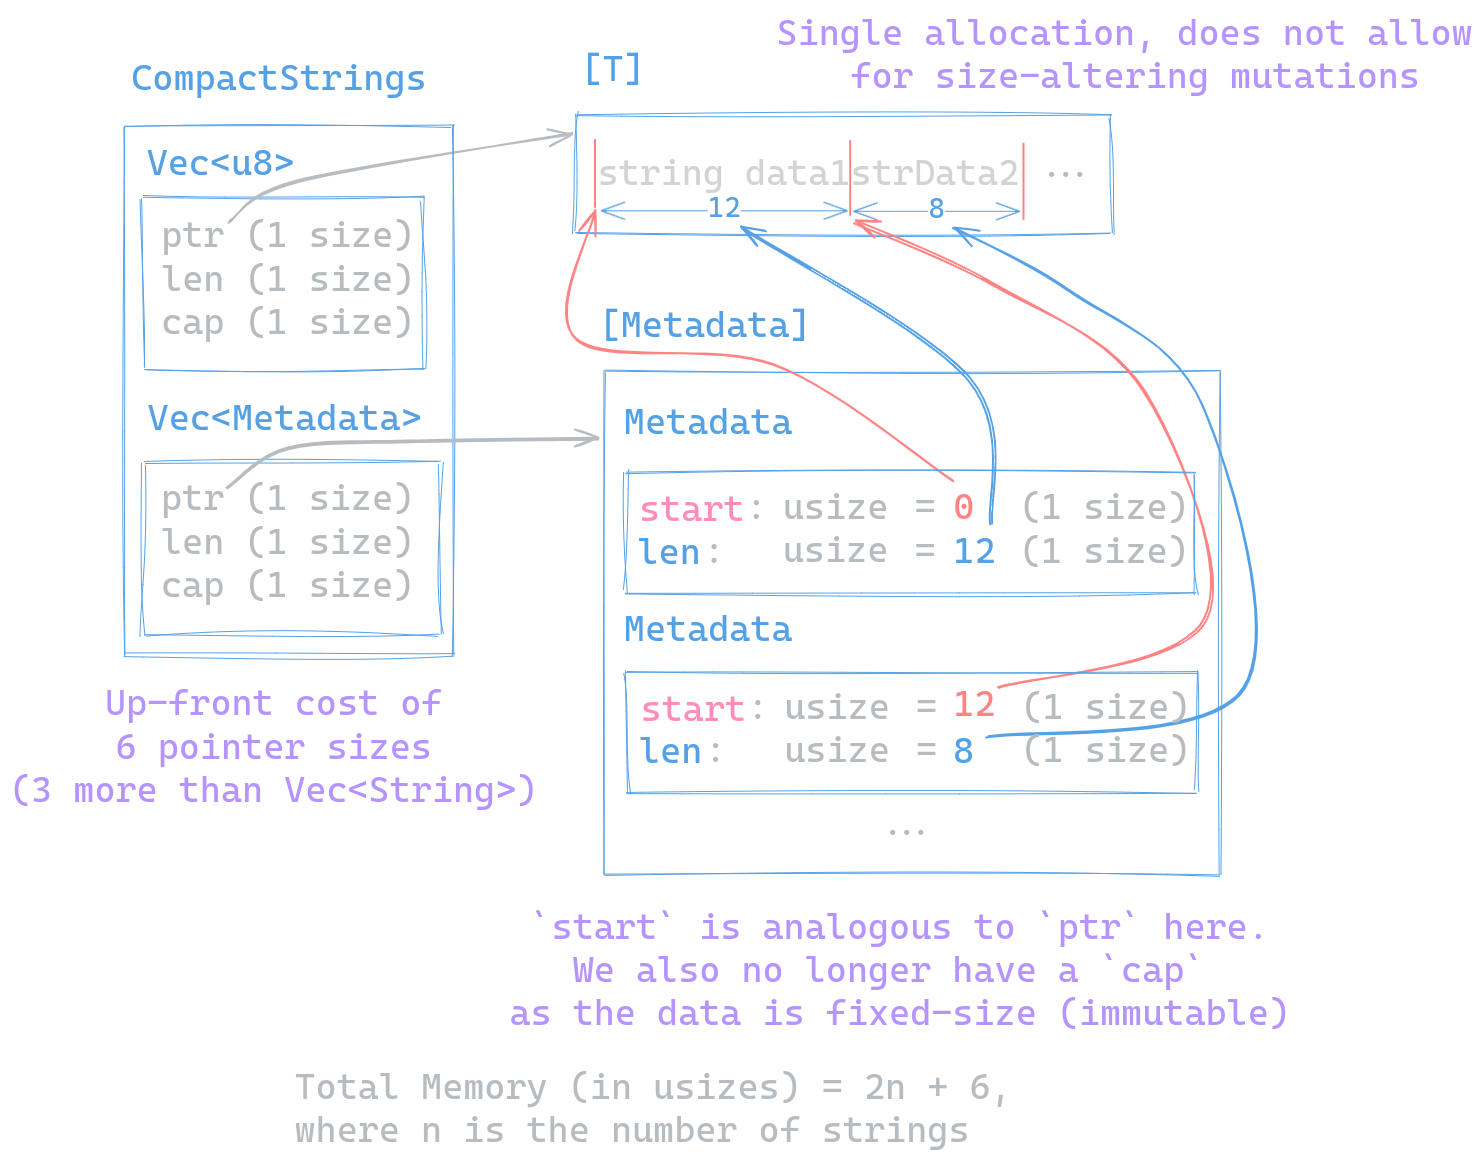 Single allocation, does not allow
for size-altering mutations
CompactStrings
[T]
Vec<u8>
ptr (1 size)
len (1 size)
cap (1 size)
string data1 strData2 ...
12 8
[Metadata]
Vec<Metadata>
ptr (1 size)
len (1 size)
cap (1 size)
Metadata
start: usize = 0 (1 size)
len: usize = 12 (1 size)
Metadata
start: usize = 12 (1 size)
len: usize = 8 (1 size)
...
Up-front cost of
6 pointer sizes
(3 more than Vec<String>)
`start` is analogous to `ptr` here.
We also no longer have a `cap`
as the data is fixed-size (immutable)
Total Memory (in usizes) = 2n + 6,
where n is the number of strings